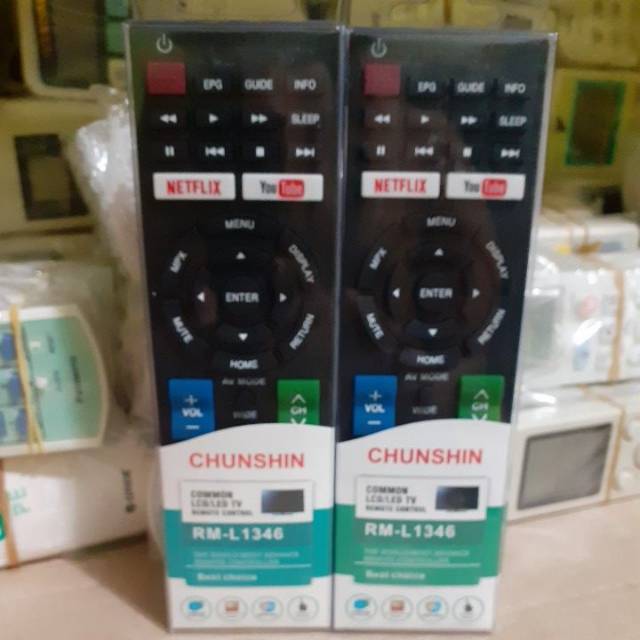 EPG GUIDE INFO
SLEEP
NETFLIX YouTube
MENU
MPX DISPLAY
ENTER
MUTE RETURN
HOME
AV MODE
VOL WIDE CH
CHUNSHIN
COMMON
LCD/LED TV
REMOTE CONTROL
RM-L1346
Best choice
EPG GUIDE INFO
SLEEP
NETFLIX YouTube
MENU
MPX DISPLAY
ENTER
MUTE RETURN
HOME
AV MODE
VOL WIDE CH
CHUNSHIN
COMMON
LCD/LED TV
REMOTE CONTROL
RM-L1346
Best choice